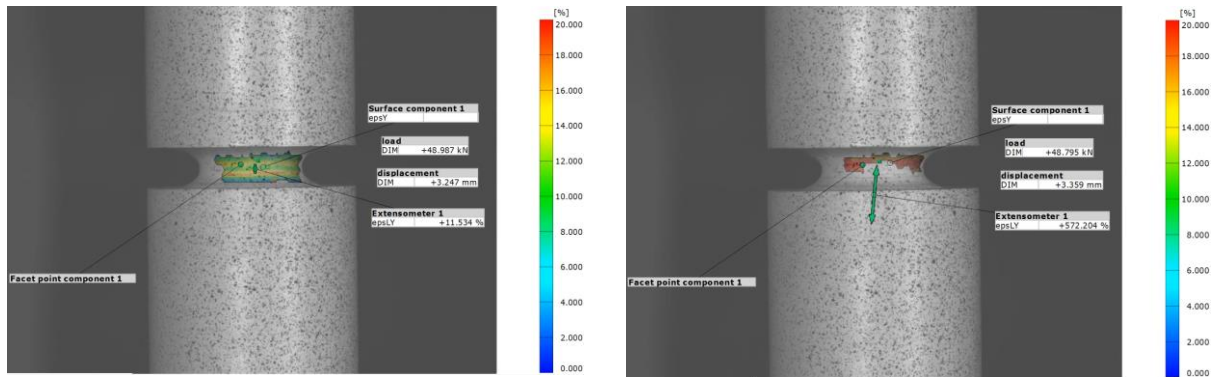 [%]
20.000
18.000
16.000
14.000
12.000
10.000
8.000
6.000
4.000
2.000
0.000
Surface component 1
epsY
load
DIM +48.987 kN
displacement
DIM +3.247 mm
Extensometer 1
epsLY +11.534 %
Facet point component 1
[%]
20.000
18.000
16.000
14.000
12.000
10.000
8.000
6.000
4.000
2.000
0.000
Surface component 1
epsY
load
DIM +48.795 kN
displacement
DIM +3.359 mm
Extensometer 1
epsLY +572.204 %
Facet point component 1